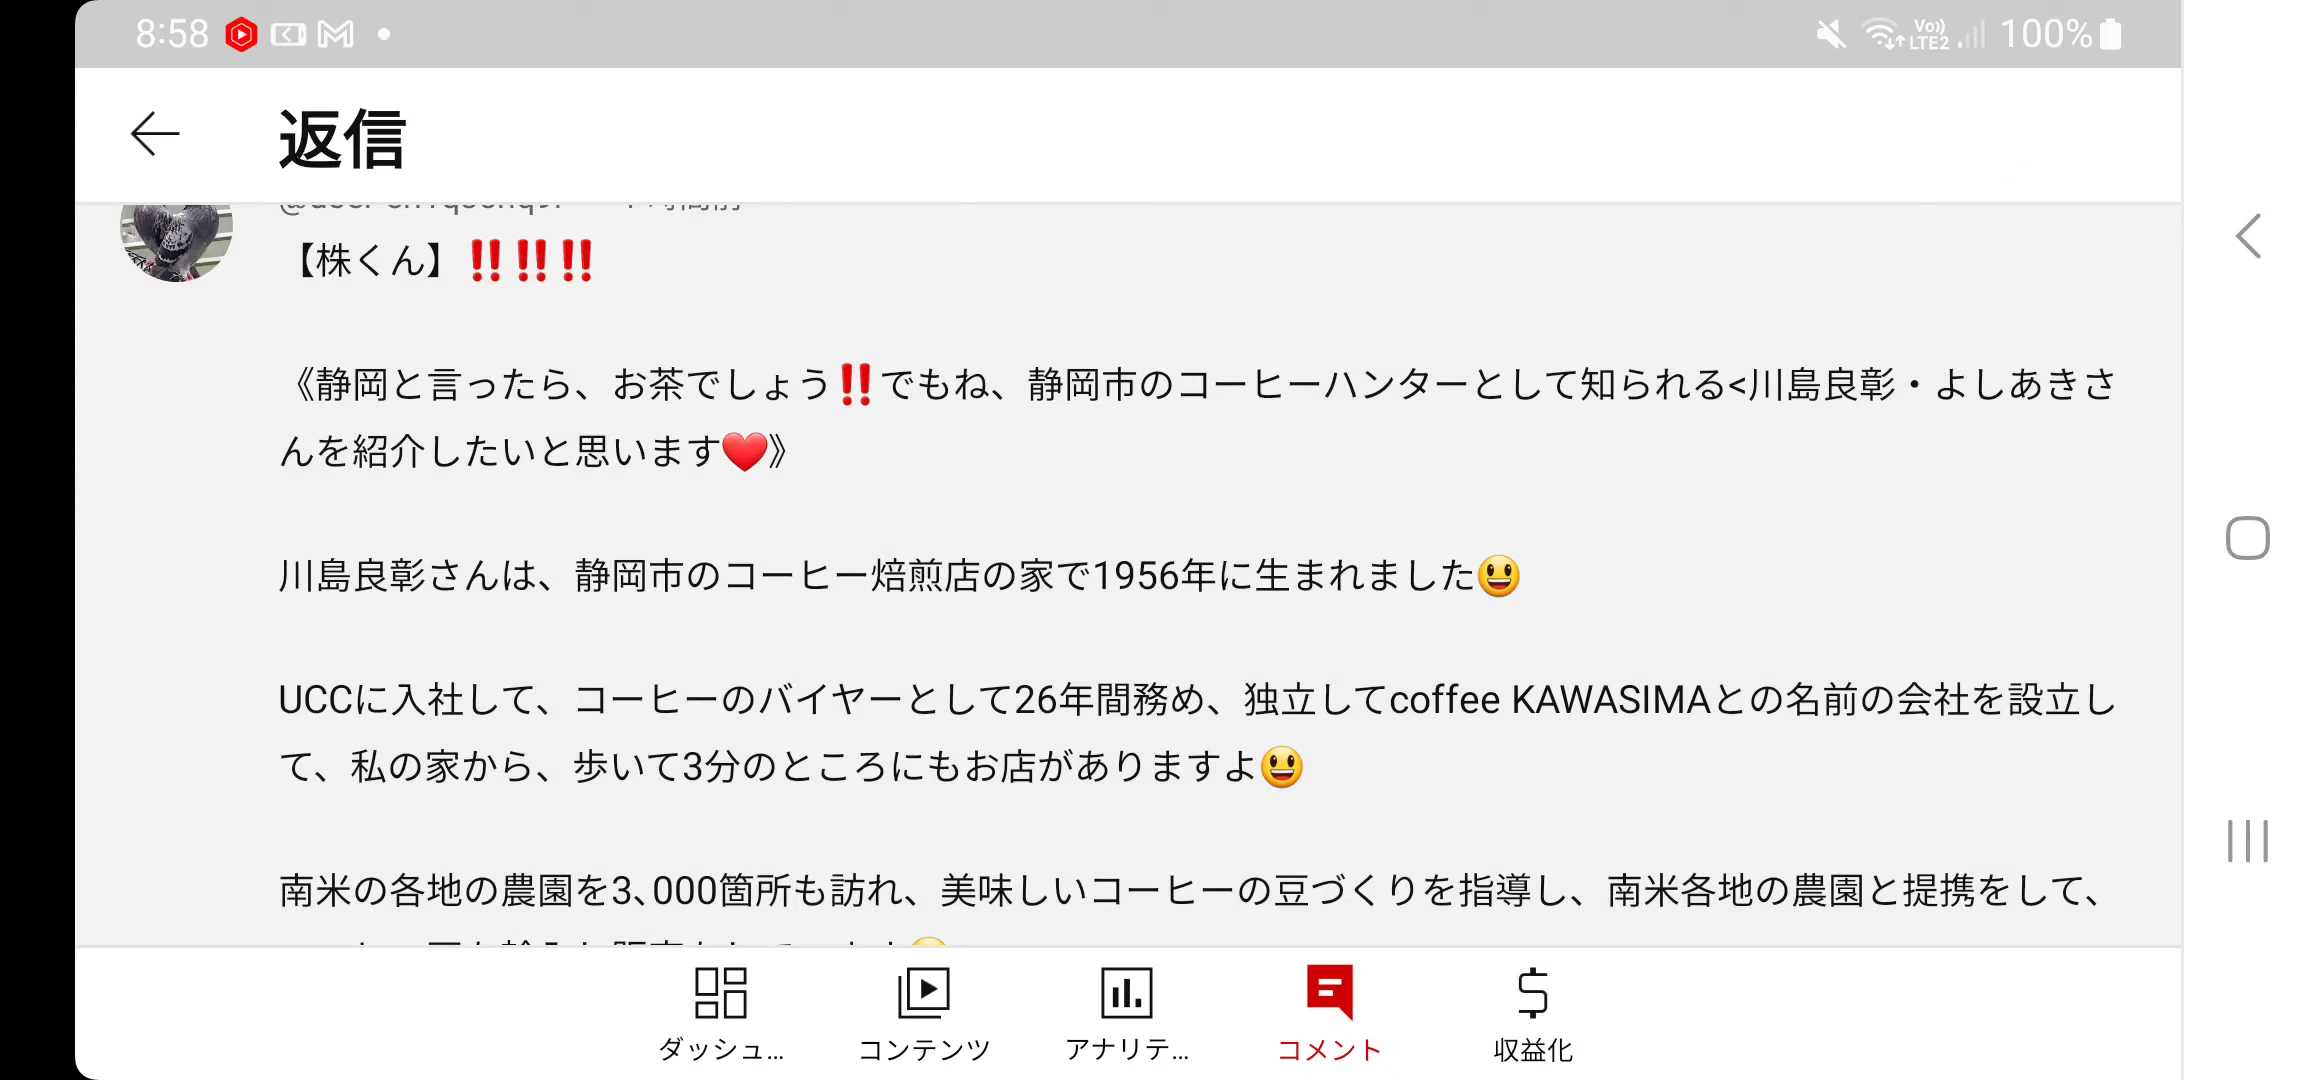 8:58
Vo)) LTE2 100%
返信
【株くん】‼️‼️‼️
《静岡と言ったら、お茶でしょう‼️でもね、静岡市のコーヒーハンターとして知られる<川島良彰・よしあきさ
んを紹介したいと思います❤️》
川島良彰さんは、静岡市のコーヒー焙煎店の家で1956年に生まれました😃
UCCに入社して、コーヒーのバイヤーとして26年間務め、独立してcoffee KAWASIMAとの名前の会社を設立し
て、私の家から、歩いて3分のところにもお店がありますよ😃
南米の各地の農園を3､000箇所も訪れ、美味しいコーヒーの豆づくりを指導し、南米各地の農園と提携をして、
ダッシュ...
コンテンツ
アナリテ...
コメント
収益化